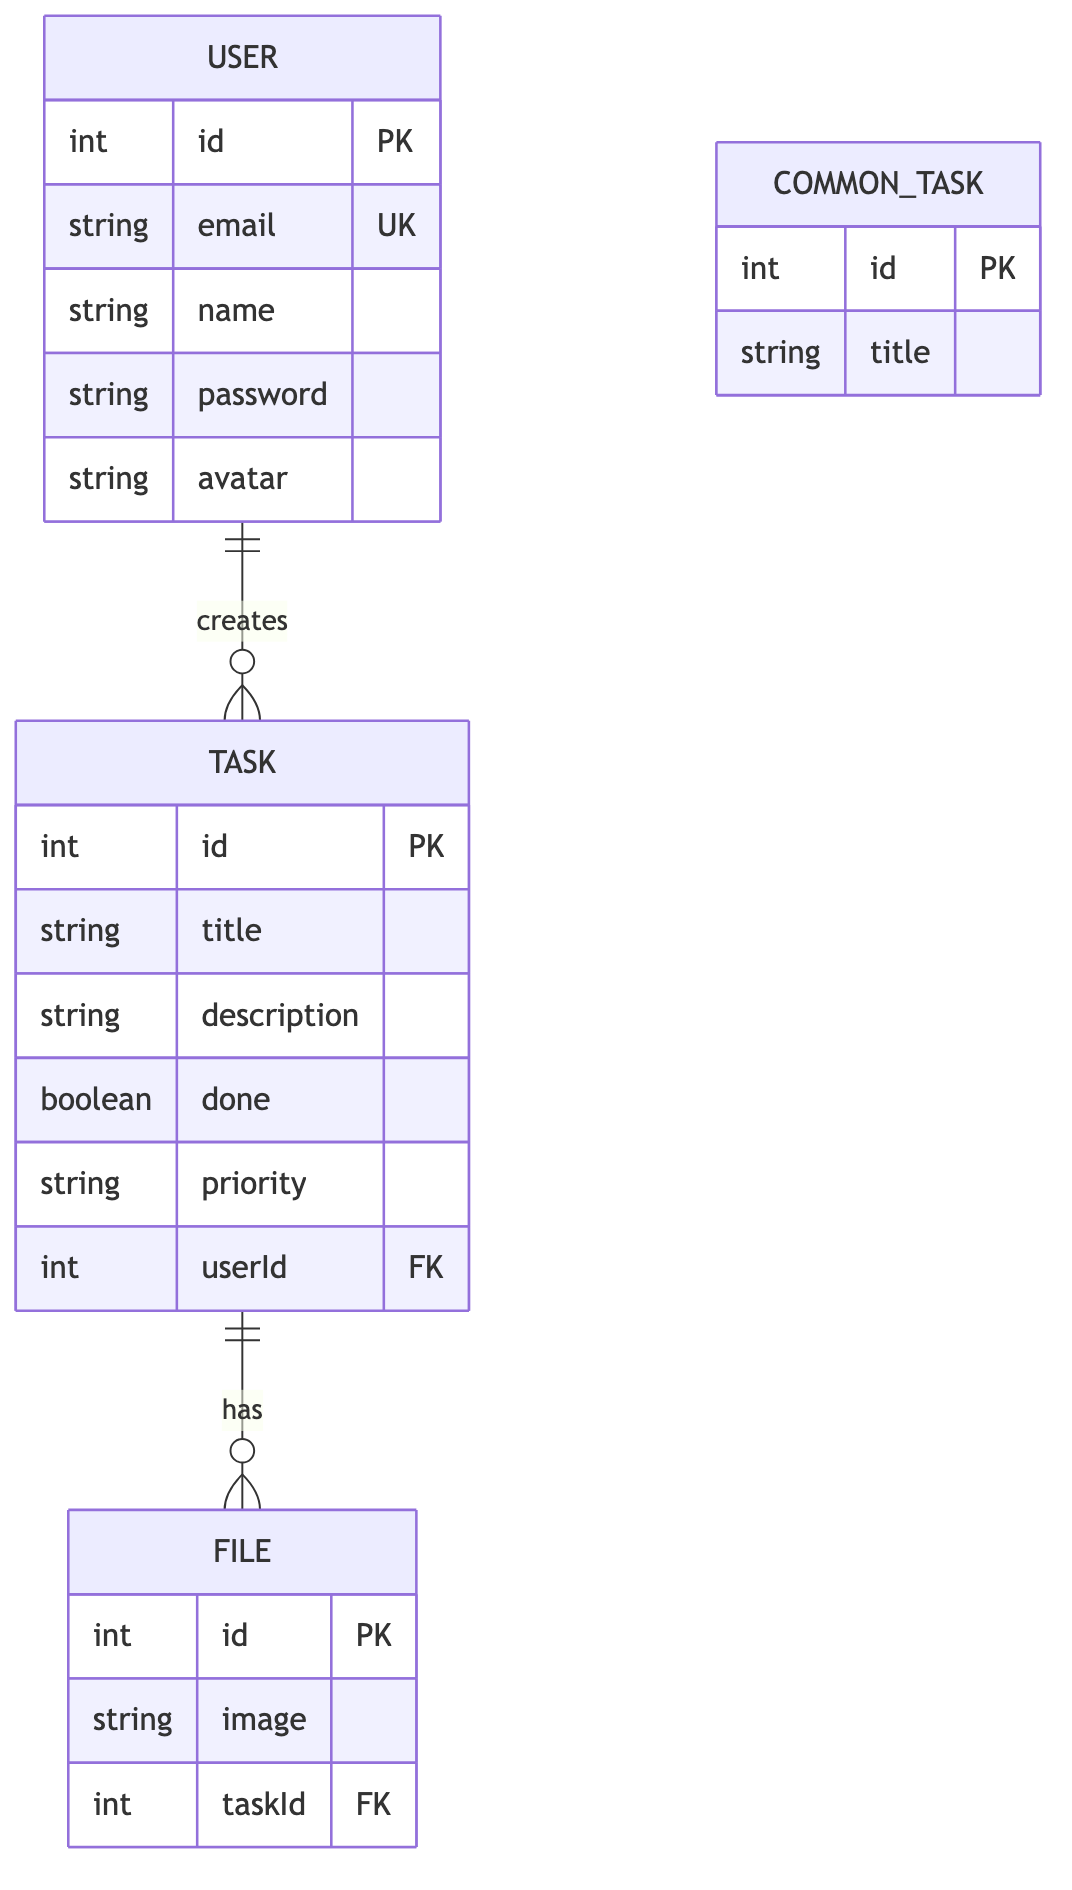 USER
int id PK
string email UK
string name
string password
string avatar
COMMON_TASK
int id PK
string title
creates
TASK
int id PK
string title
string description
boolean done
string priority
int userId FK
has
FILE
int id PK
string image
int taskId FK